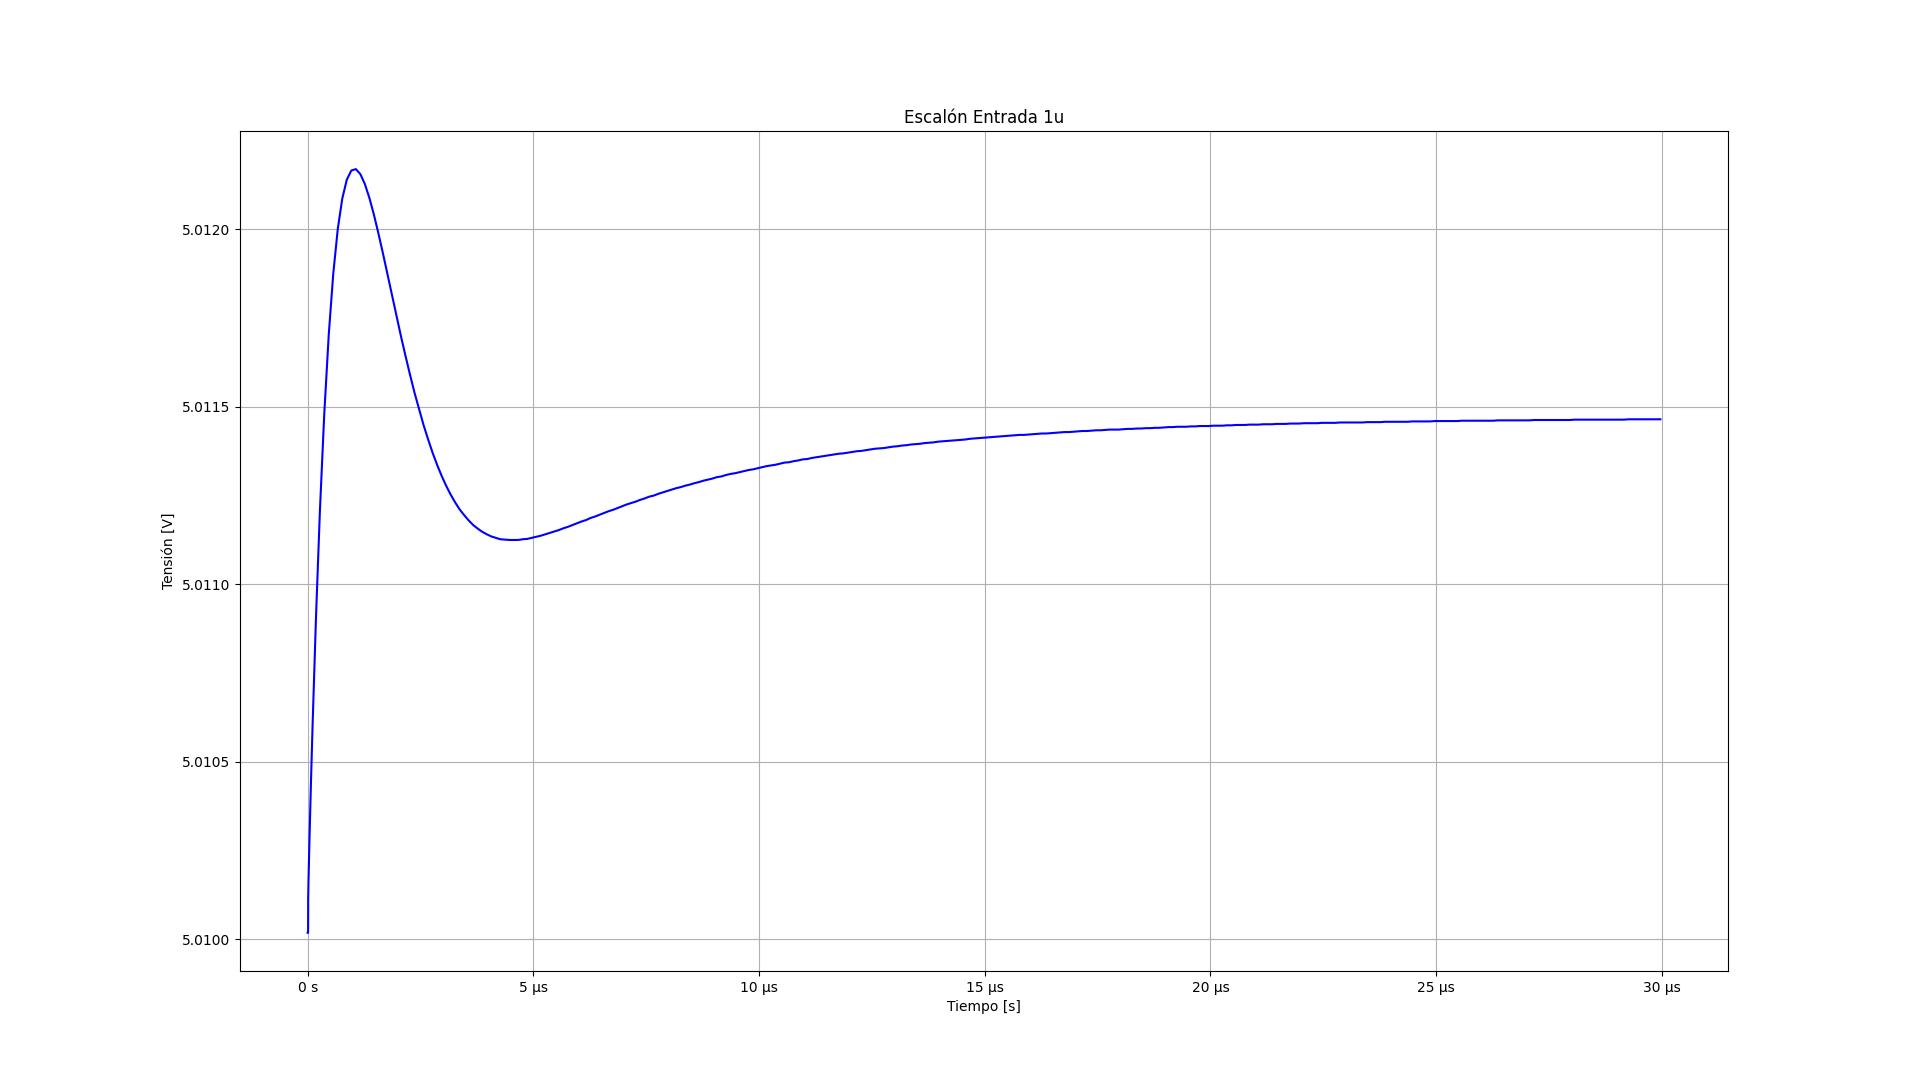 Escalón Entrada 1u
Tensión [V]
5.0120
5.0115
5.0110
5.0105
5.0100
0 s
5 µs
10 µs
15 µs
20 µs
25 µs
30 µs
Tiempo [s]